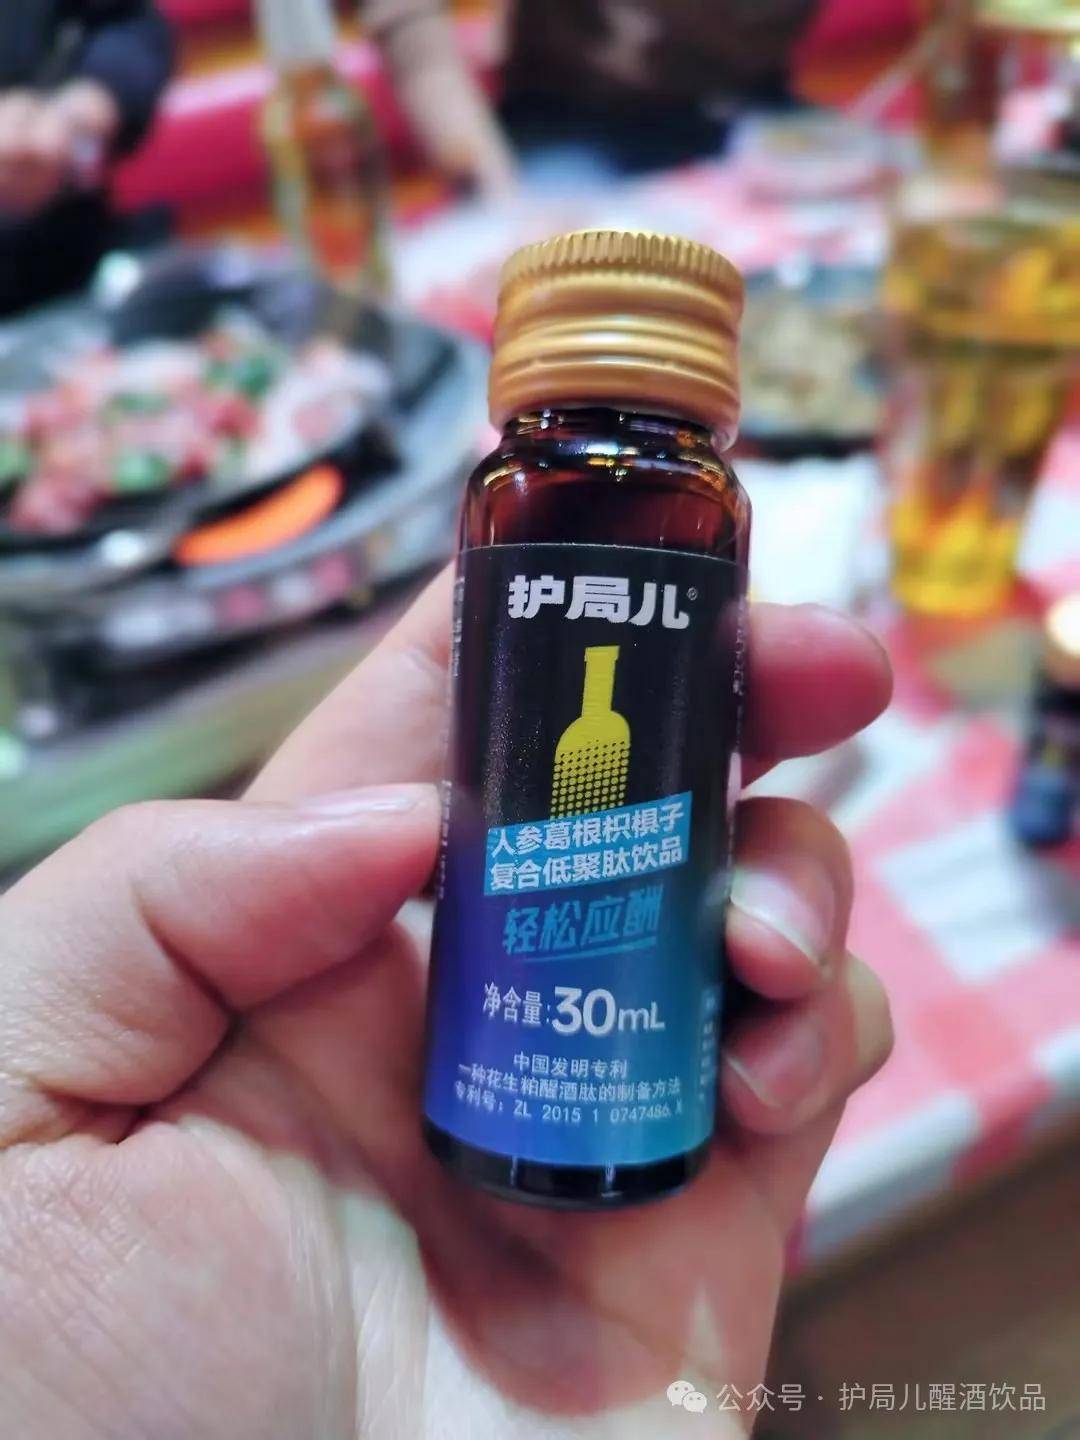 护局儿®
人参葛根枳椇子
复合低聚肽饮品
轻松应酬
净含量:30mL
中国发明专利
一种花生粕醒酒肽的制备方法
专利号: ZL 2015 1 0747486.X
公众号 · 护局儿醒酒饮品